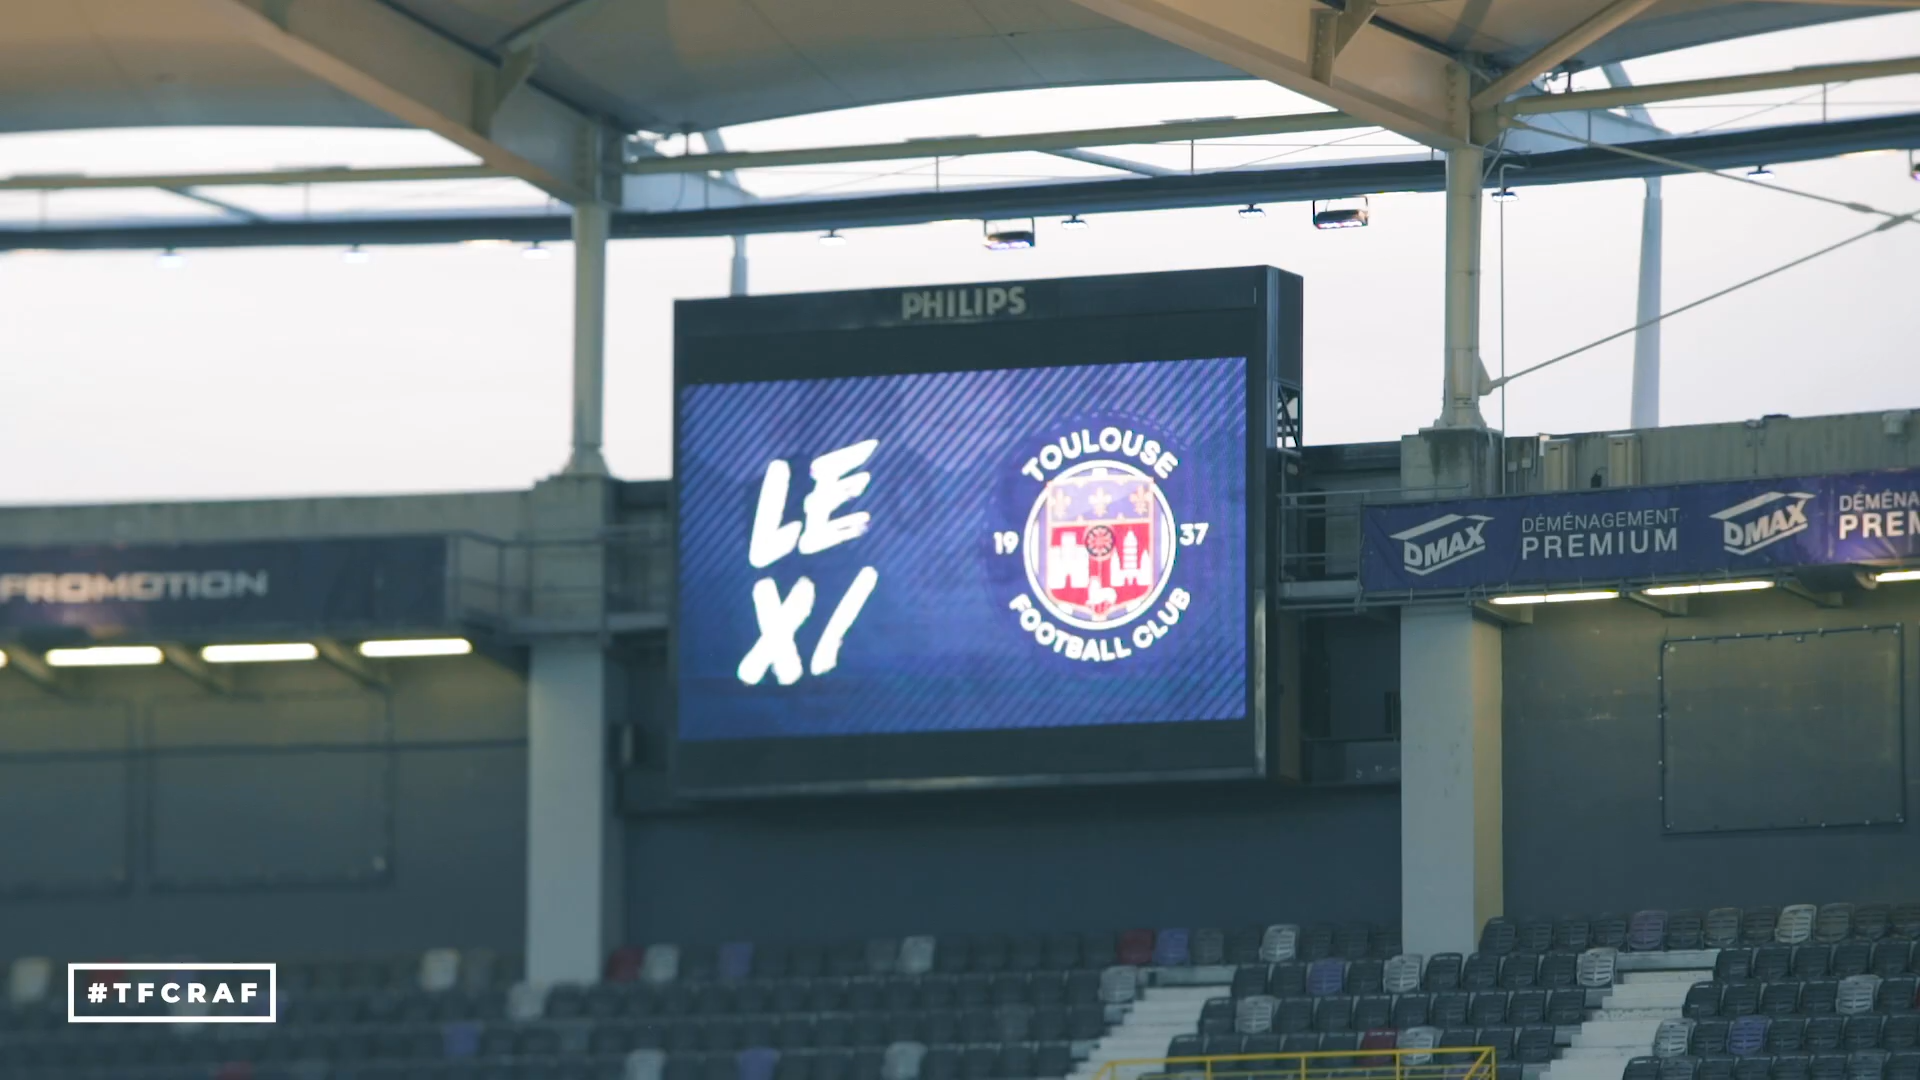 PHILIPS
LE
XI
TOULOUSE
19 37
FOOTBALL CLUB
PROMOTION
DMAX
DÉMÉNAGEMENT
PREMIUM
DMAX
DÉMÉNA
PREM
#TFCRAF